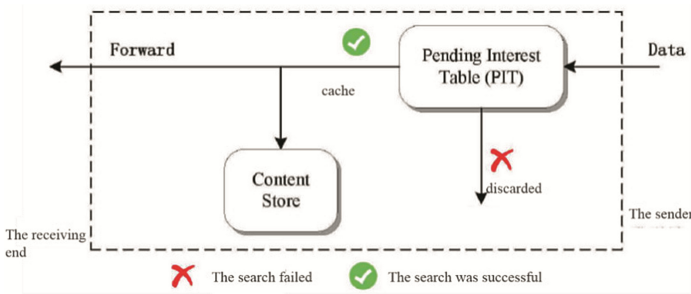 Forward
Pending Interest
Table (PIT)
Data
cache
Content
Store
discarded
The receiving
end
The sende
The search failed
The search was successful